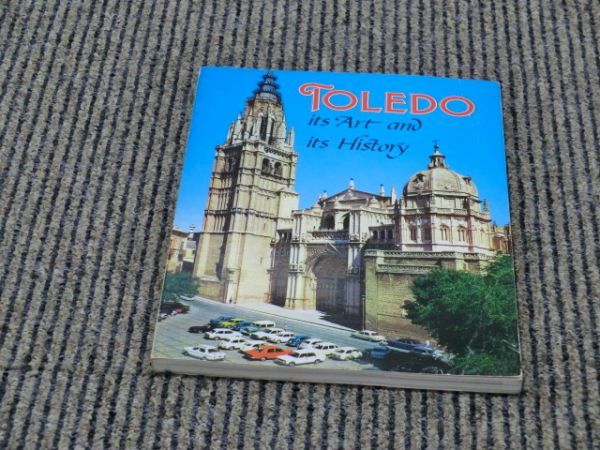 TOLEDO
its Art and
its History